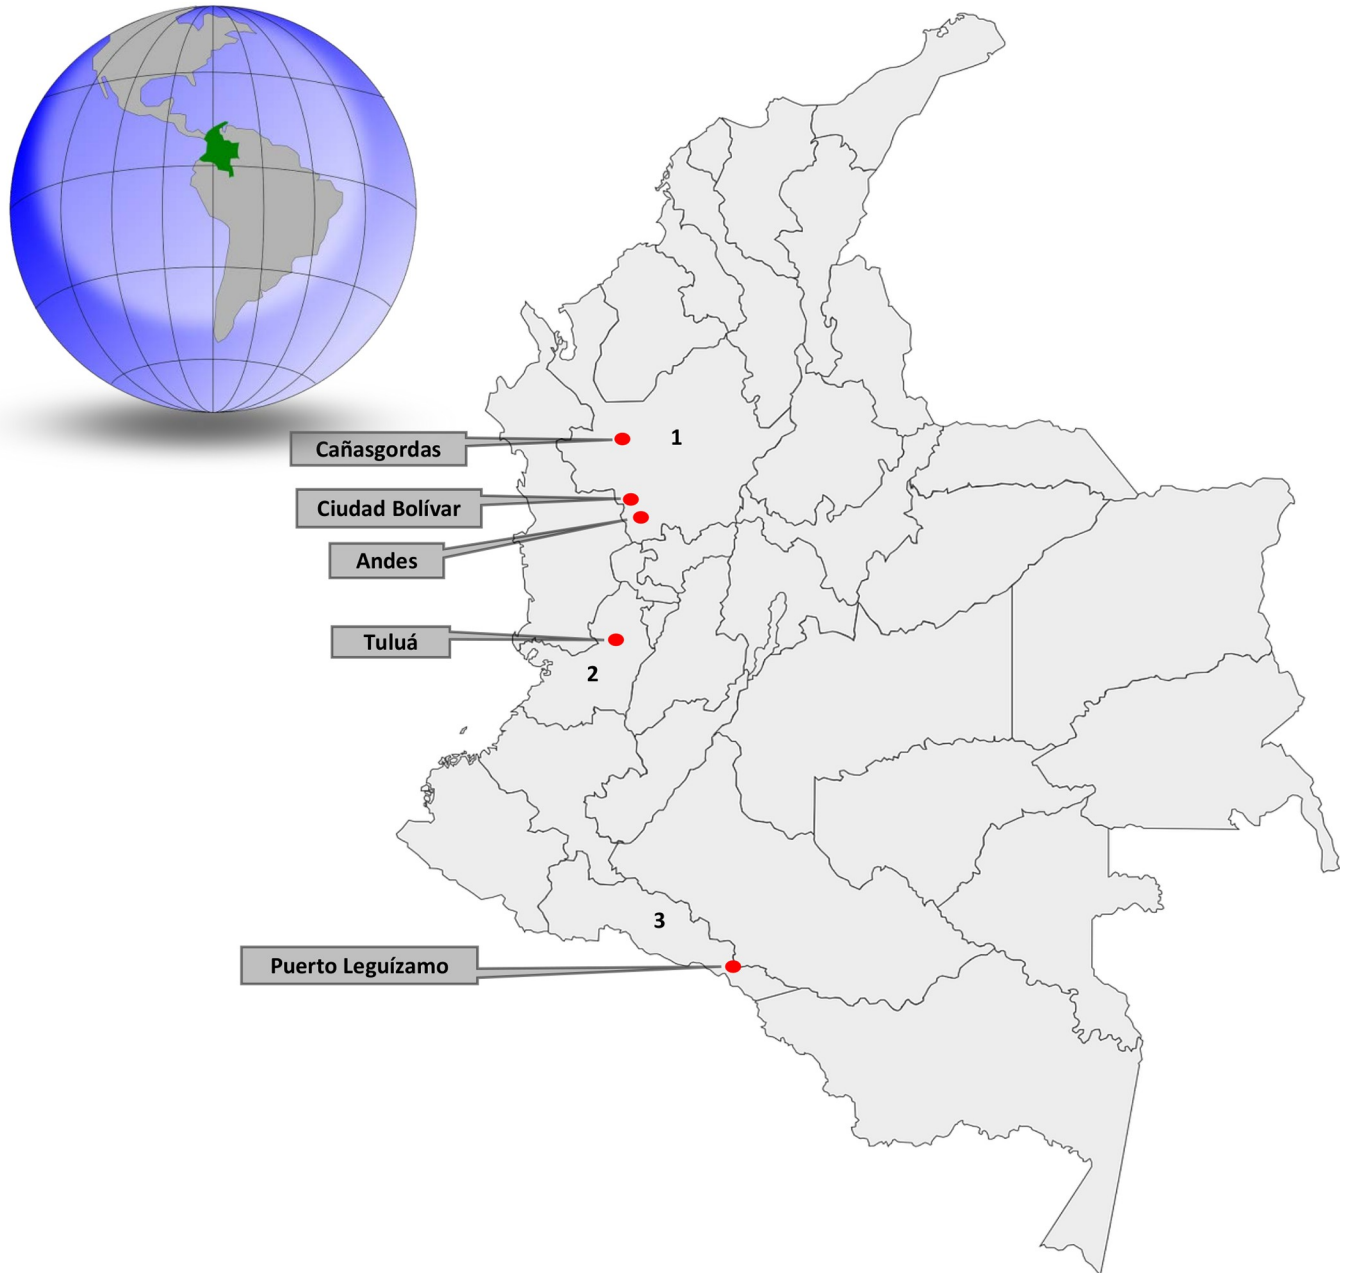 Cañasgordas
1
Ciudad Bolívar
Andes
Tuluá
2
3
Puerto Leguízamo